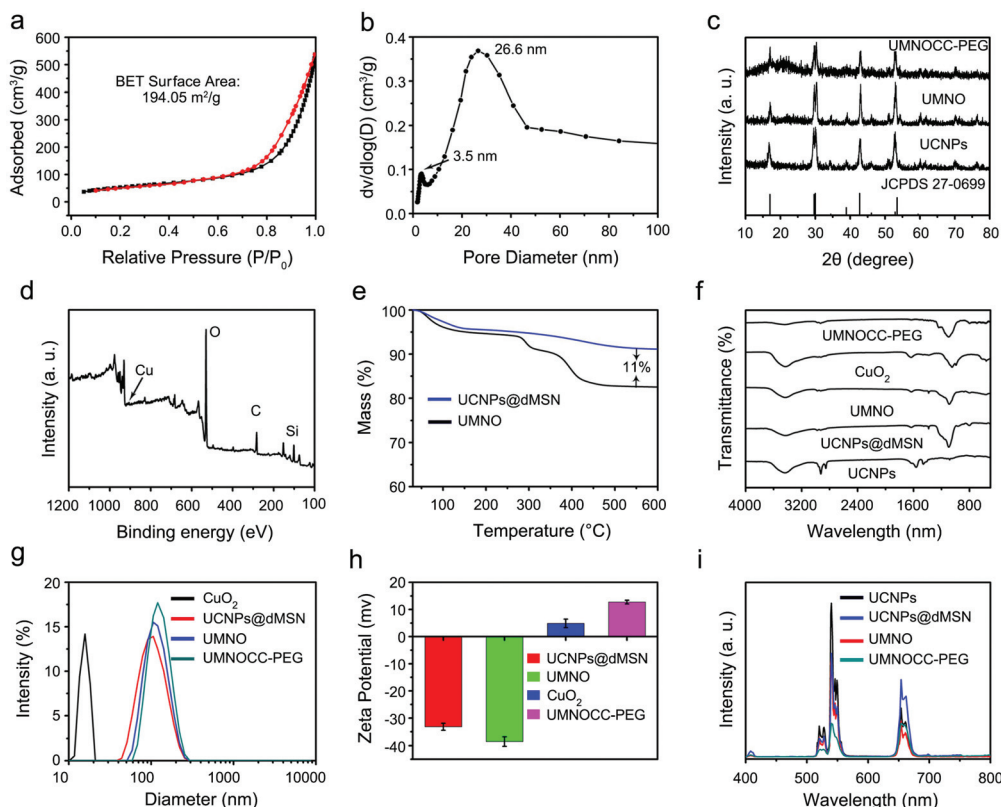 a
Adsorbed (cm³/g)
600
500
400
300
200
100
0
BET Surface Area:
194.05 m²/g
0.0 0.2 0.4 0.6 0.8 1.0
Relative Pressure (P/P₀)
b
dv/dlog(D) (cm³/g)
0.4
0.3
0.2
0.1
0.0
26.6 nm
3.5 nm
0 20 40 60 80 100
Pore Diameter (nm)
c
Intensity (a. u.)
UMNOCC-PEG
UMNO
UCNPs
JCPDS 27-0699
10 20 30 40 50 60 70 80
2θ (degree)
d
Intensity (a. u.)
O
Cu
C
Si
1200 1000 800 600 400 200 100
Binding energy (eV)
e
Mass (%)
100
90
80
70
60
11%
UCNPs@dMSN
UMNO
0 100 200 300 400 500 600
Temperature (°C)
f
Transmittance (%)
UMNOCC-PEG
CuO₂
UMNO
UCNPs@dMSN
UCNPs
4000 3200 2400 1600 800
Wavelength (nm)
g
Intensity (%)
20
15
10
5
0
CuO₂
UCNPs@dMSN
UMNO
UMNOCC-PEG
10 100 1000 10000
Diameter (nm)
h
Zeta Potential (mv)
20
10
0
-10
-20
-30
-40
UCNPs@dMSN
UMNO
CuO₂
UMNOCC-PEG
i
Intensity (a. u.)
UCNPs
UCNPs@dMSN
UMNO
UMNOCC-PEG
400 500 600 700 800
Wavelength (nm)